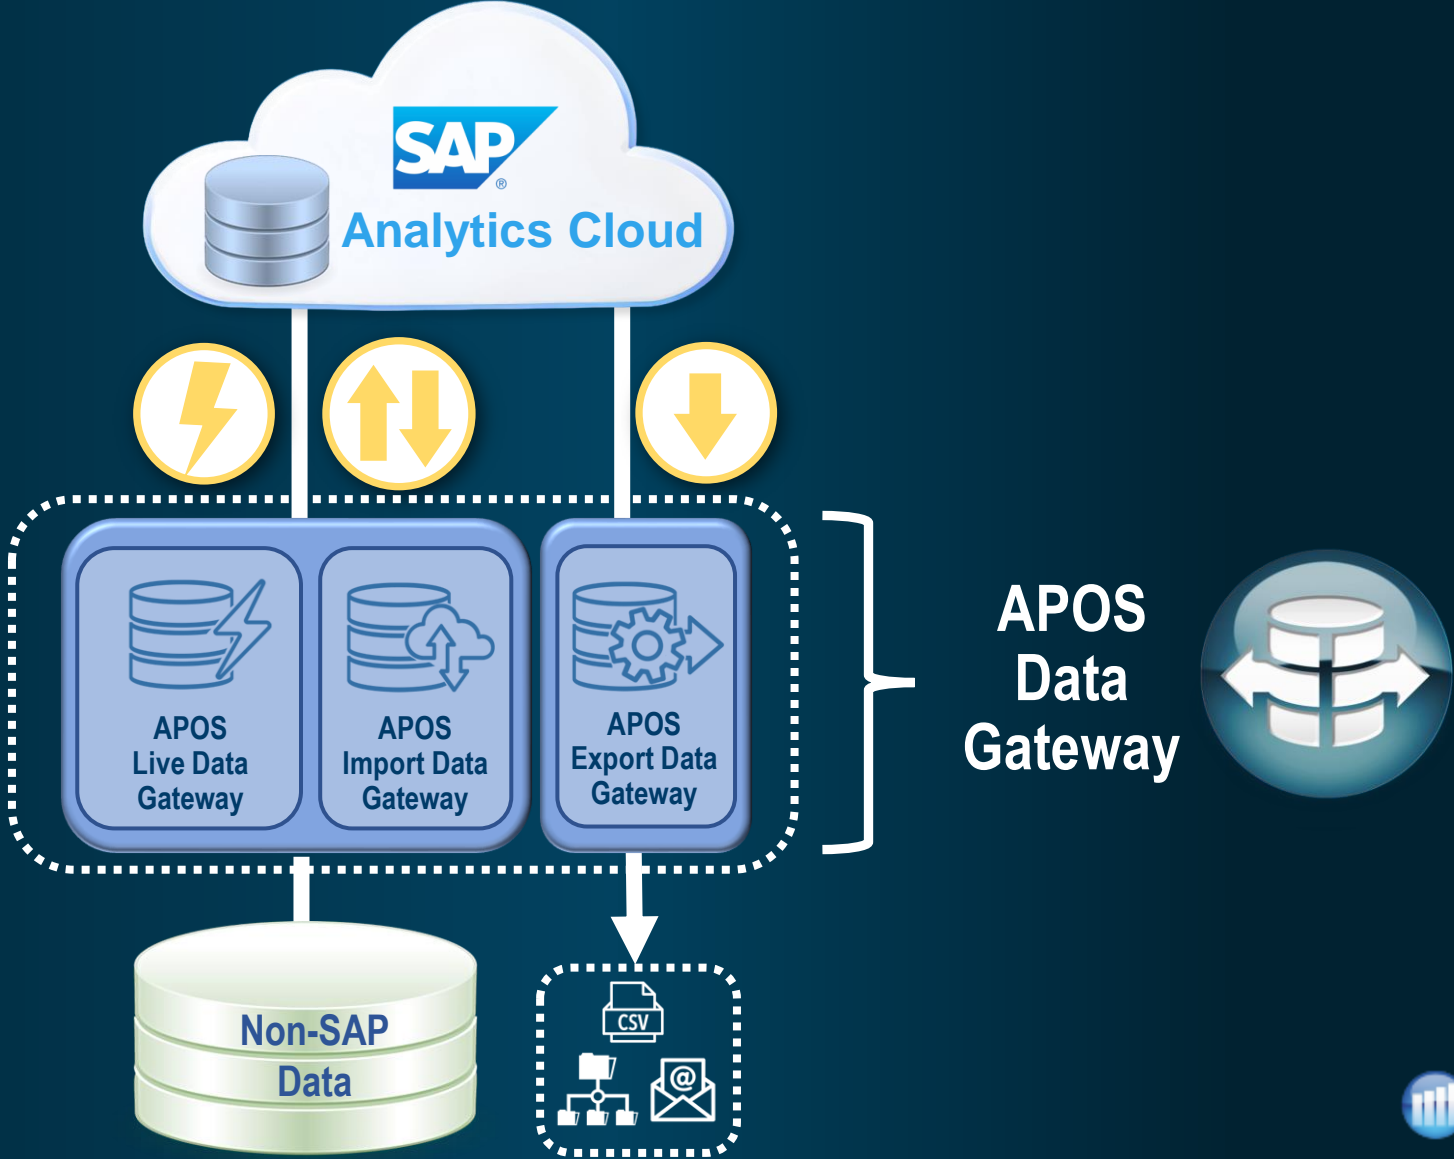 SAP
®
Analytics Cloud
APOS
Live Data
Gateway
APOS
Import Data
Gateway
APOS
Export Data
Gateway
APOS
Data
Gateway
Non-SAP
Data
CSV
@